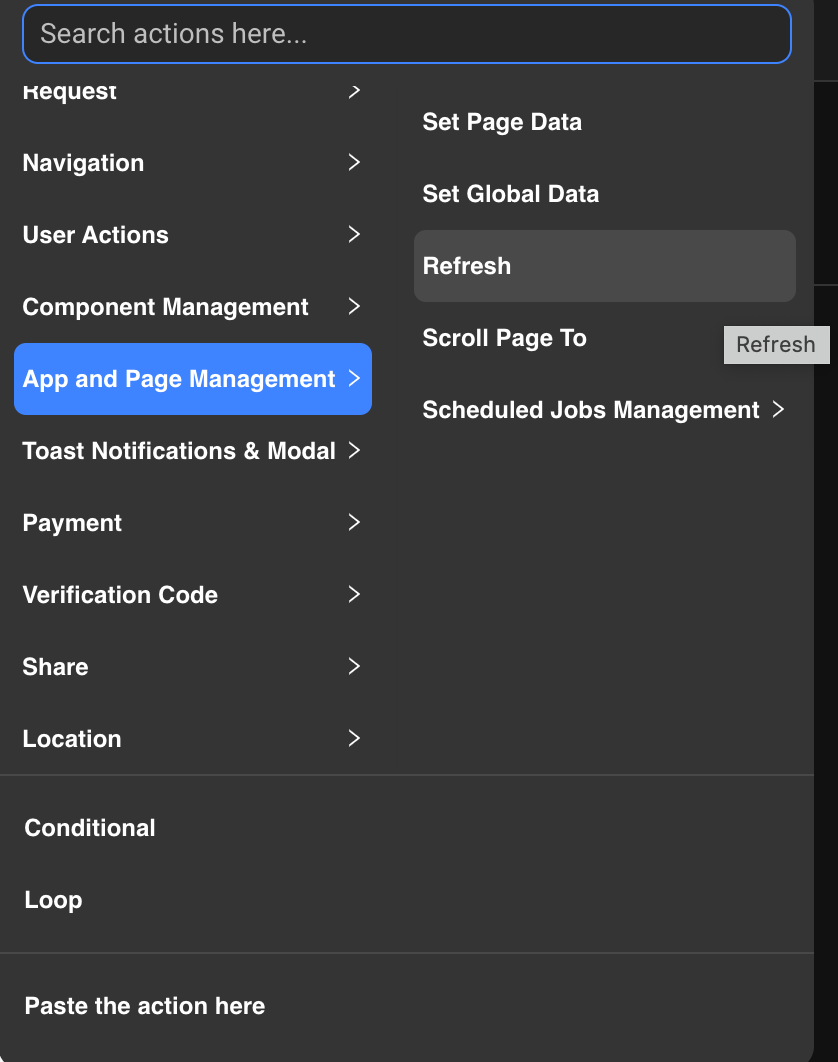 Search actions here...
Request
Navigation
User Actions
Component Management
App and Page Management
Toast Notifications & Modal
Payment
Verification Code
Share
Location
Set Page Data
Set Global Data
Refresh
Scroll Page To
Refresh
Scheduled Jobs Management
Conditional
Loop
Paste the action here